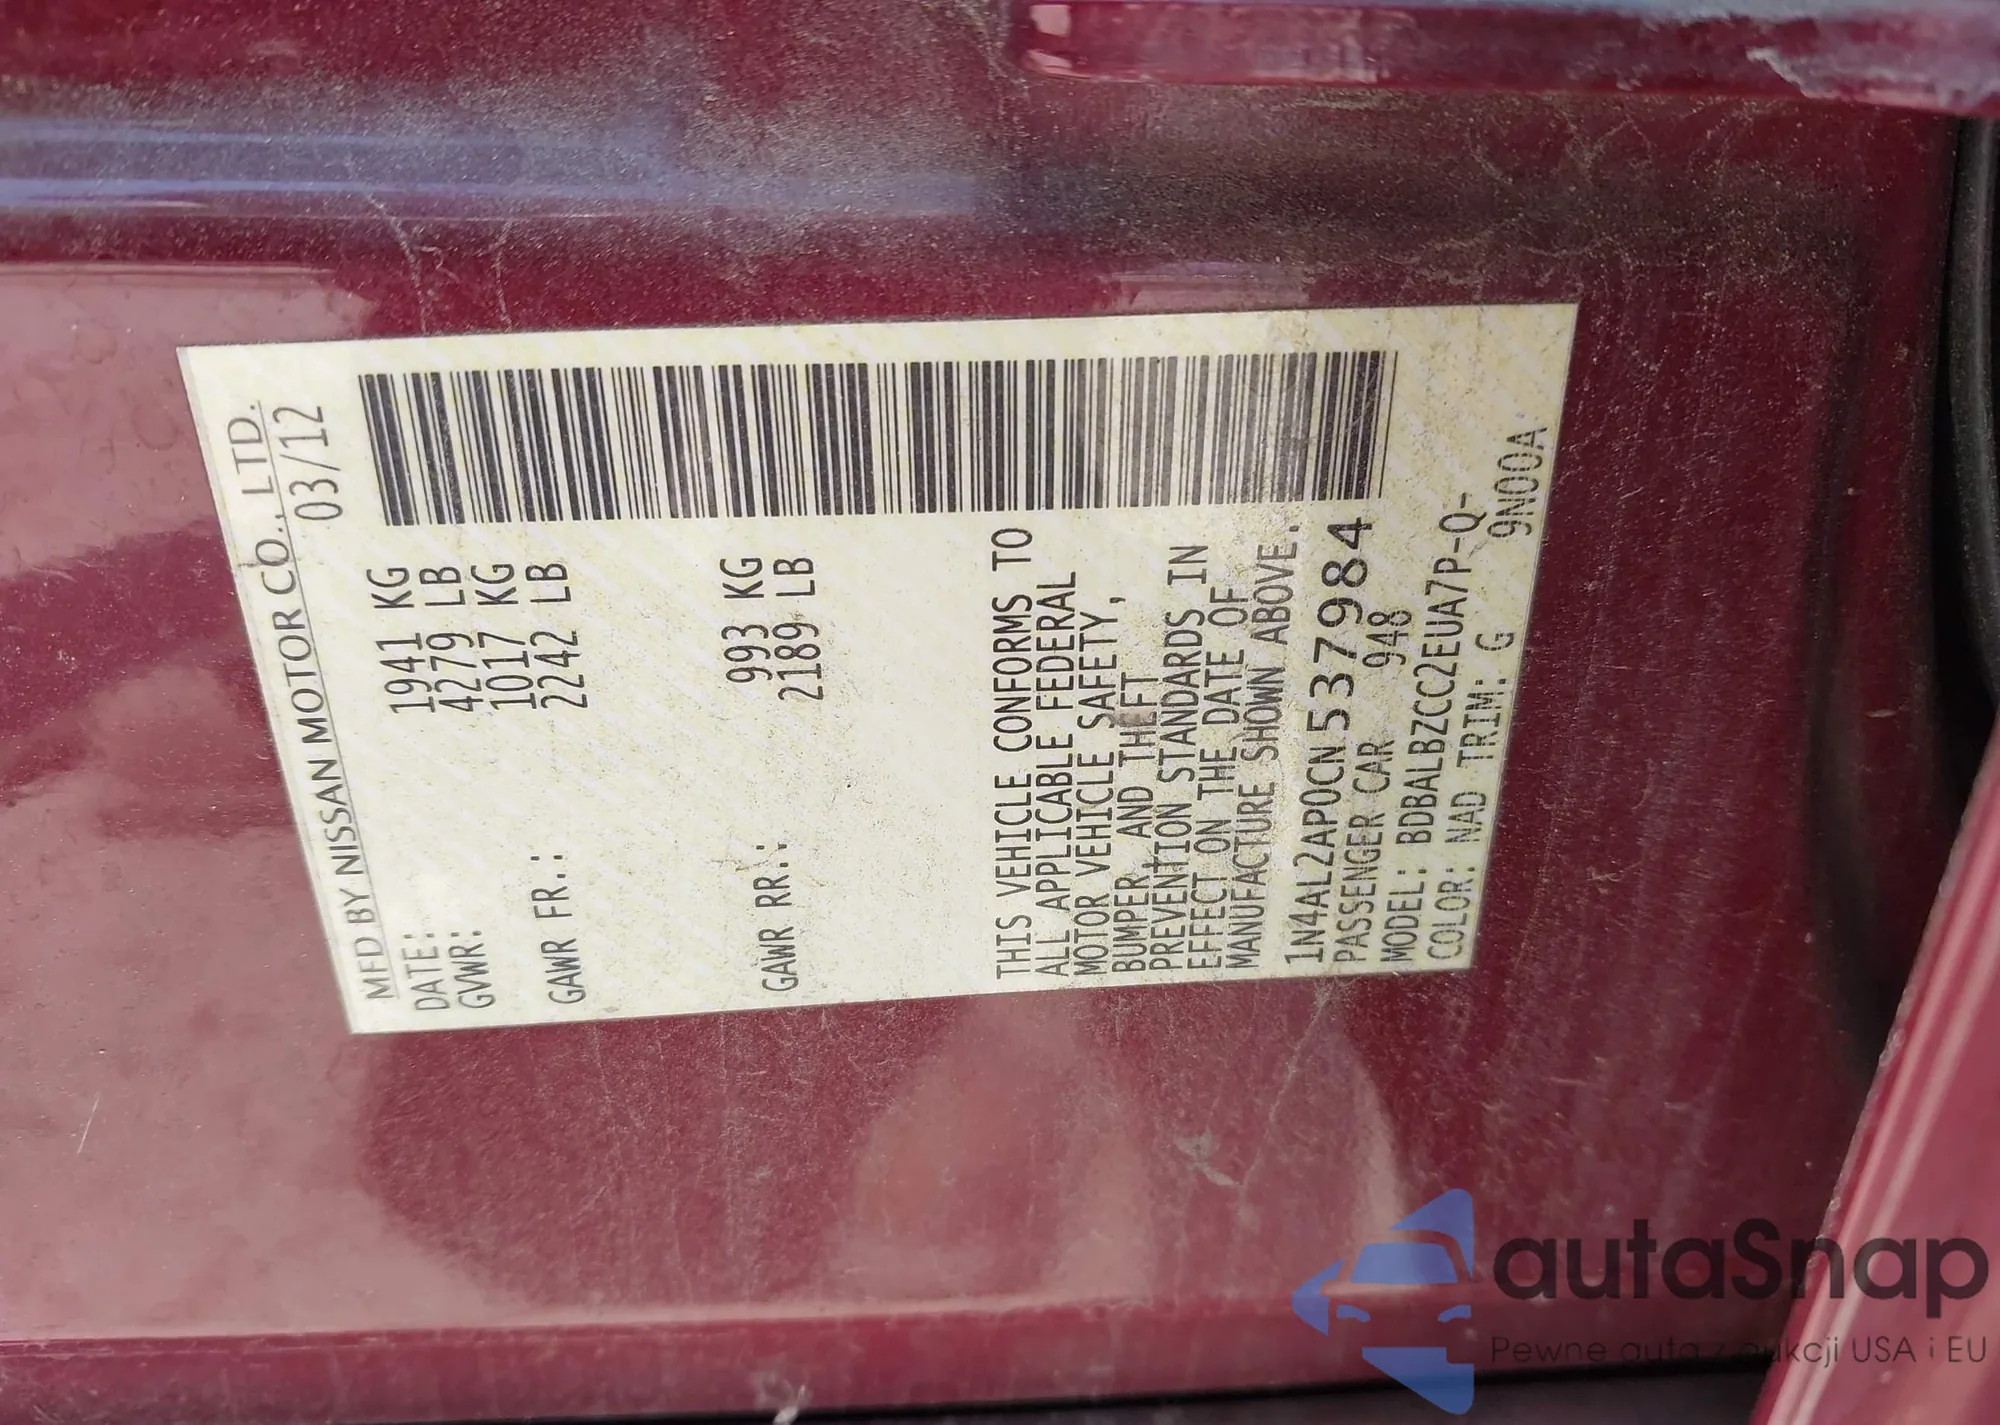 MFD BY NISSAN MOTOR CO., LTD.
DATE: 03/12
GVWR: 1941 KG
4279 LB
GAWR FR.: 1017 KG
2242 LB
GAWR RR.: 993 KG
2189 LB
THIS VEHICLE CONFORMS TO
ALL APPLICABLE FEDERAL
MOTOR VEHICLE SAFETY,
BUMPER, AND THEFT
PREVENTION STANDARDS IN
EFFECT ON THE DATE OF
MANUFACTURE SHOWN ABOVE.
1N4AL2AP0CN537984
PASSENGER CAR 948
MODEL: BDBALBZCC2EUA7P-Q-
COLOR: NAD TRIM: G 9N00A
autaSnap
Pewne auta z aukcji USA i EU